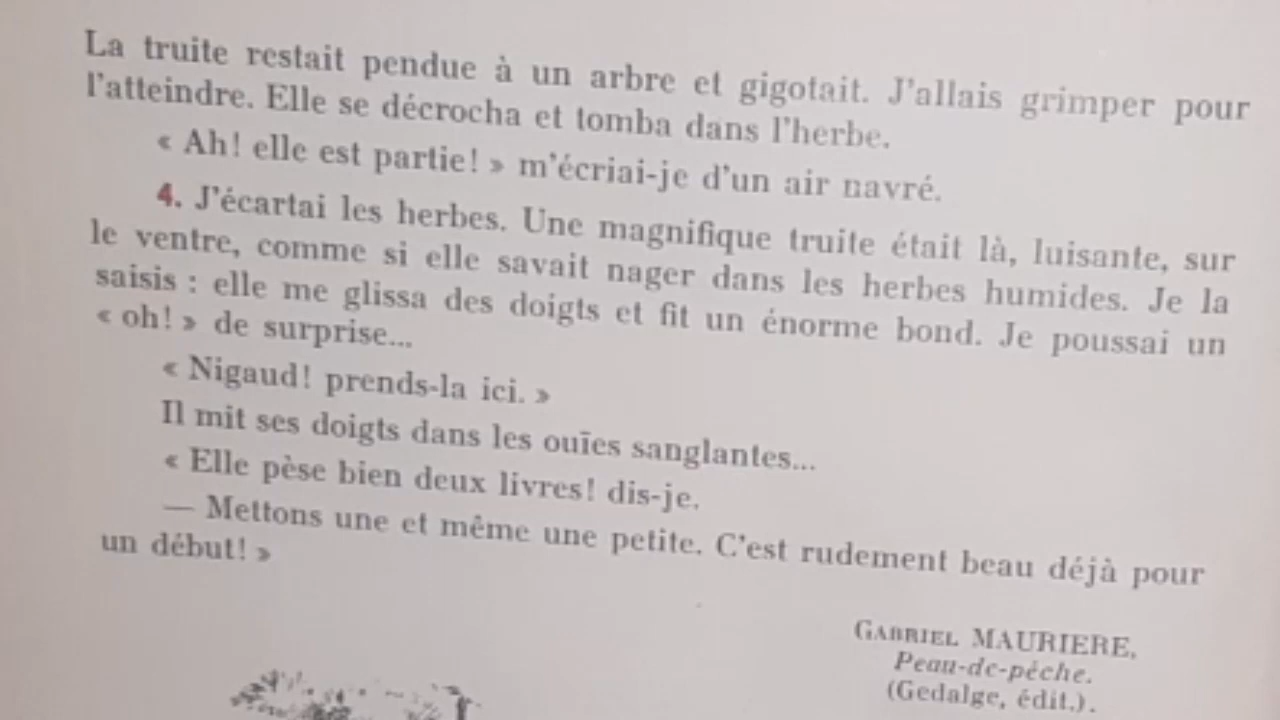 La truite restait pendue à un arbre et gigotait. J'allais grimper pour
l'atteindre. Elle se décrocha et tomba dans l'herbe.
« Ah! elle est partie! » m'écriai-je d'un air navré.
4. J'écartai les herbes. Une magnifique truite était là, luisante, sur
le ventre, comme si elle savait nager dans les herbes humides. Je la
saisis : elle me glissa des doigts et fit un énorme bond. Je poussai un
« oh! » de surprise...
« Nigaud! prends-la ici. »
Il mit ses doigts dans les ouïes sanglantes...
« Elle pèse bien deux livres! dis-je.
— Mettons une et même une petite. C'est rudement beau déjà pour
un début! »
GABRIEL MAURIERE,
Peau-de-pêche.
(Gedalge, édit.).